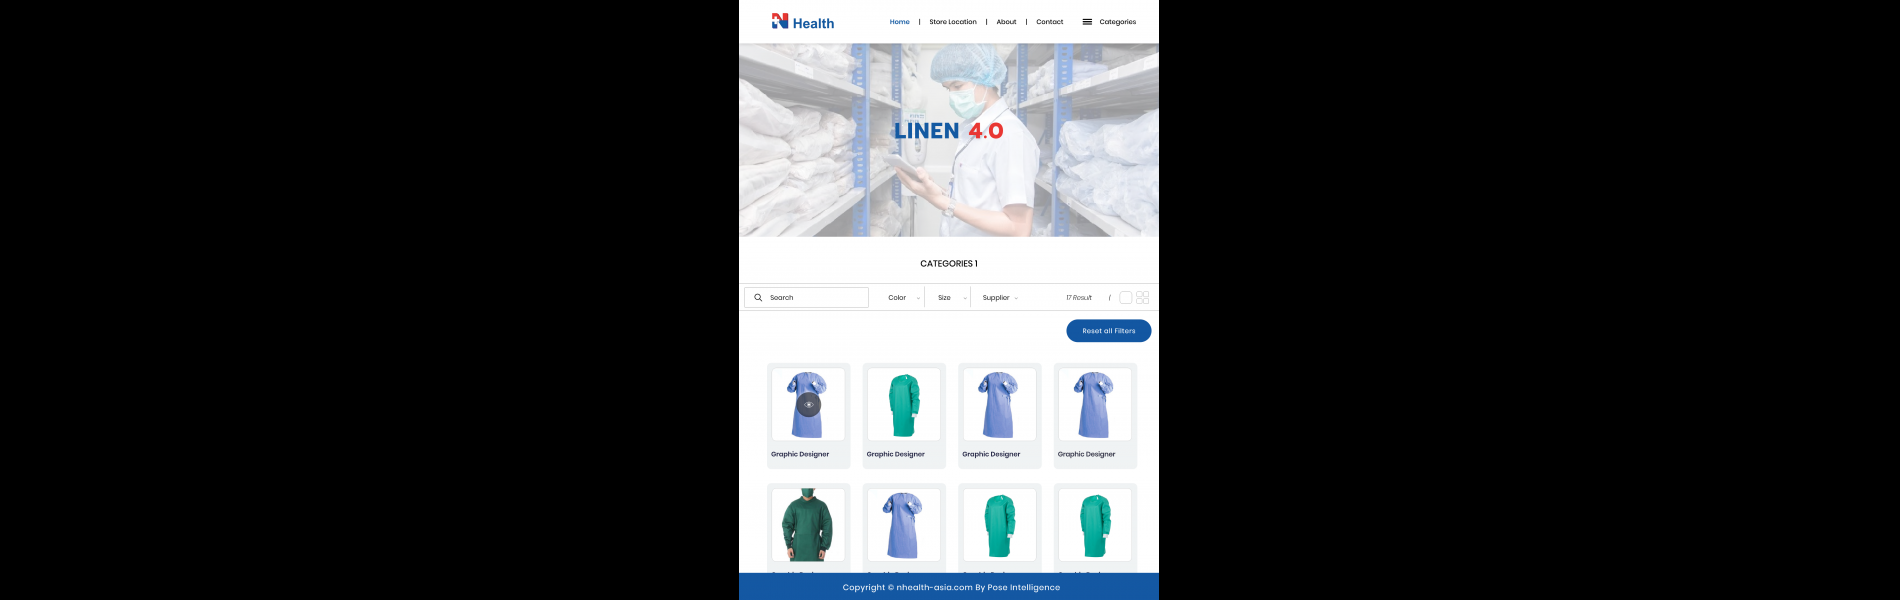 N Health
Home | Store Location | About | Contact Categories
LINEN 4.0
CATEGORIES 1
Search Color Size Supplier 17 Result |
Reset all Filters
Graphic Designer Graphic Designer Graphic Designer Graphic Designer
Copyright © nhealth-asia.com By Pose Intelligence